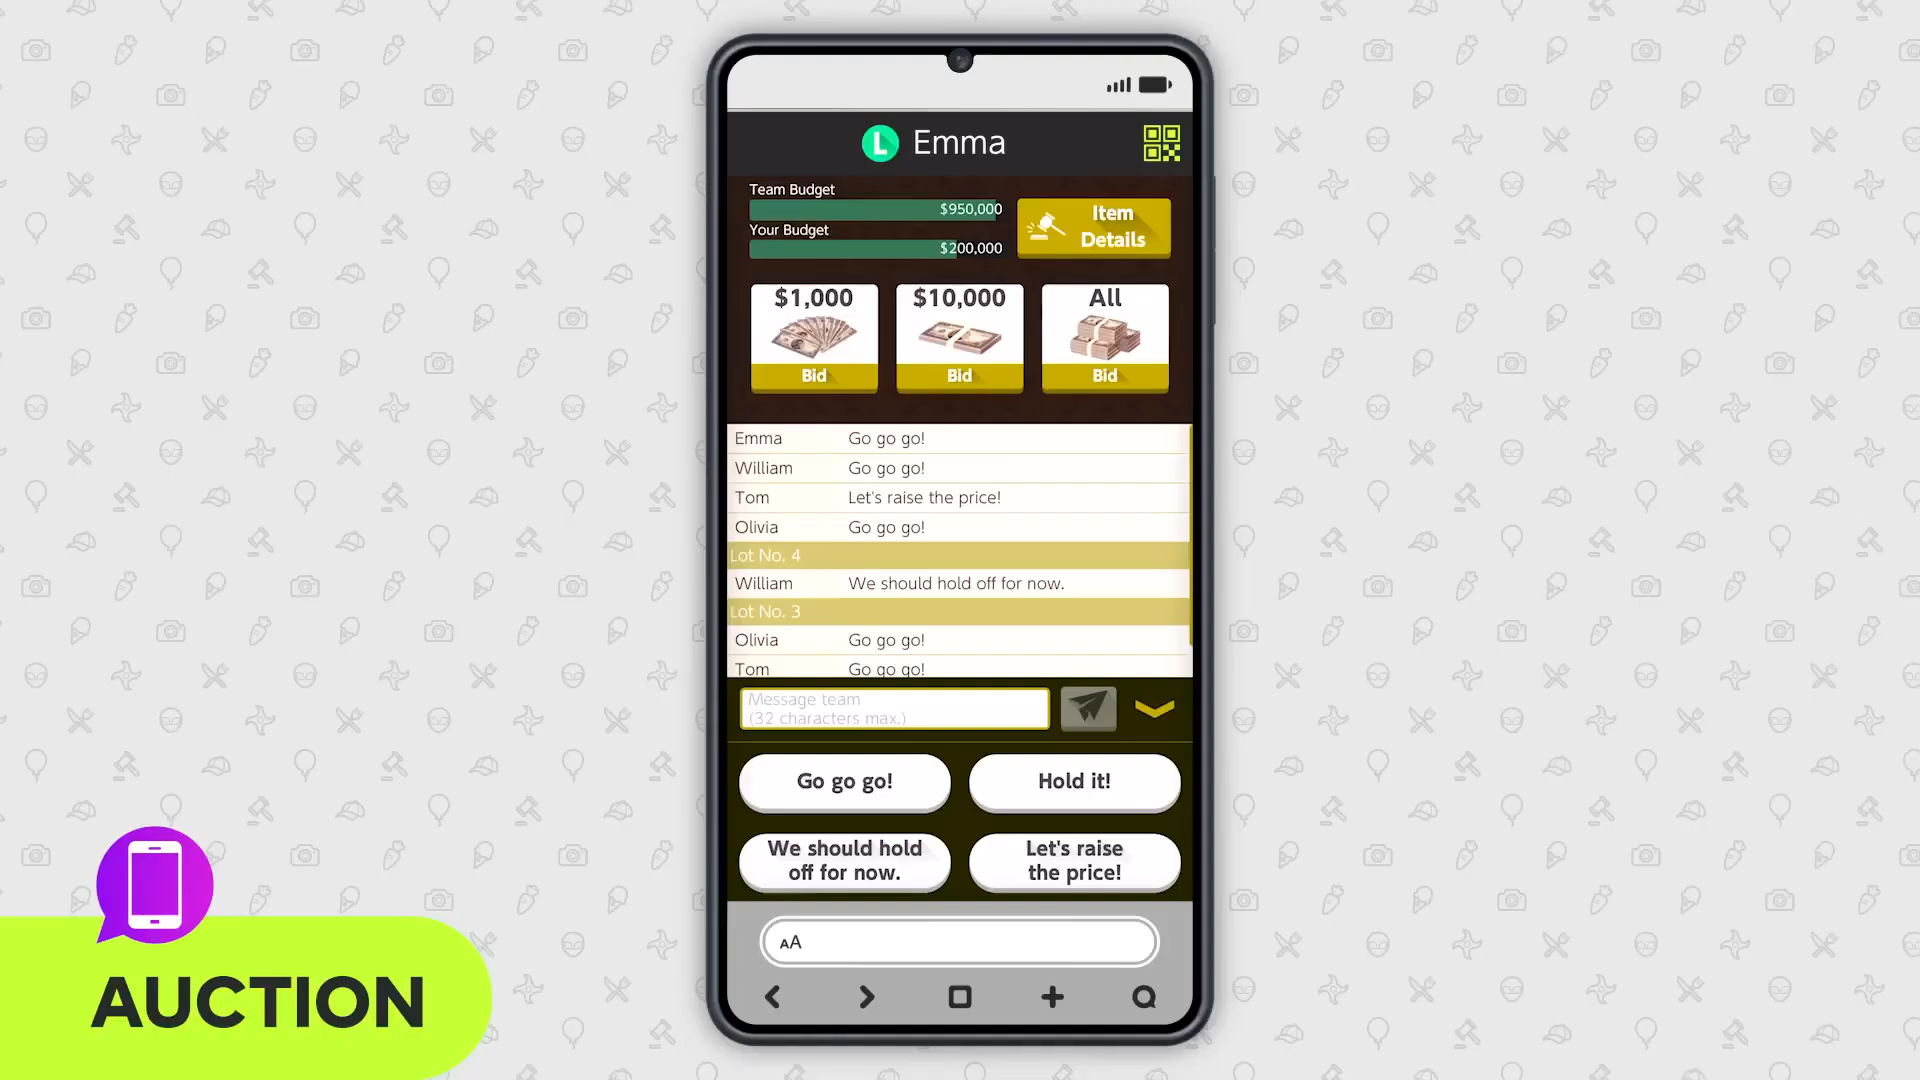 L Emma
Team Budget
$950,000
Your Budget
$200,000
Item
Details
$1,000
Bid
$10,000
Bid
All
Bid
Emma Go go go!
William Go go go!
Tom Let's raise the price!
Olivia Go go go!
Lot No. 4
William We should hold off for now.
Lot No. 3
Olivia Go go go!
Tom Go go go!
Message team
(32 characters max.)
Go go go!
Hold it!
We should hold
off for now.
Let's raise
the price!
AA
AUCTION